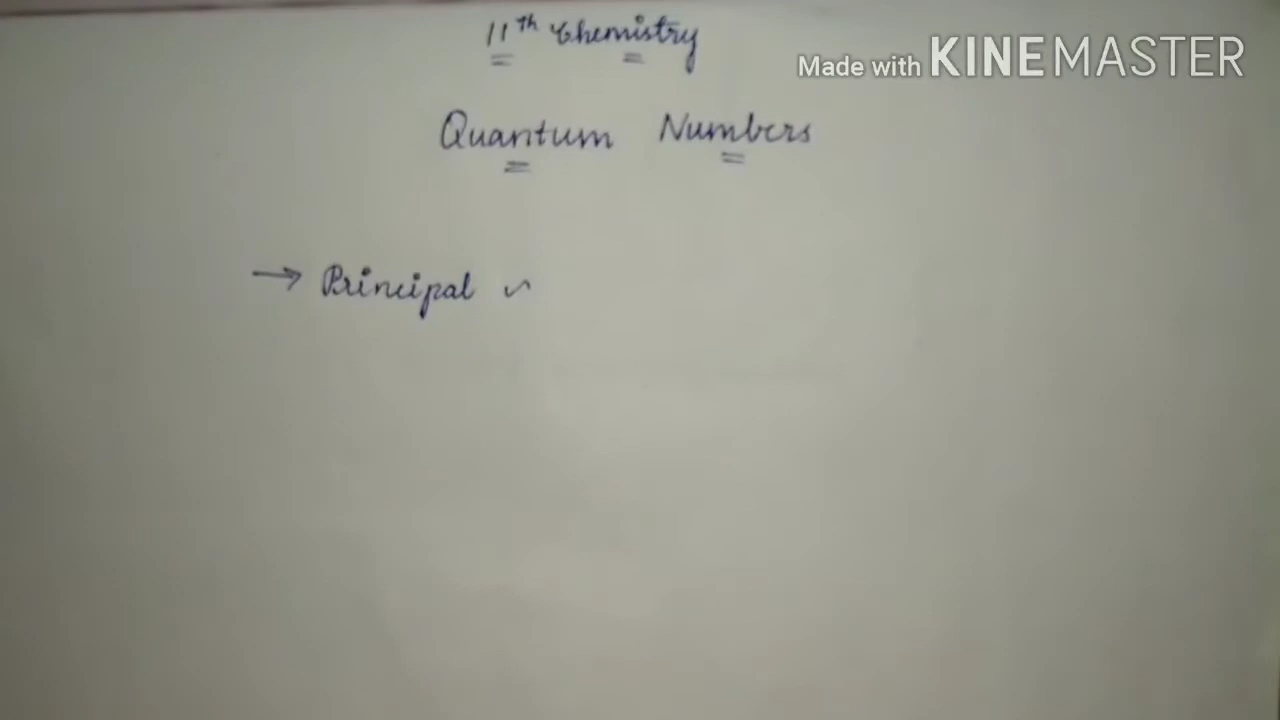 11th Chemistry
Made with KINEMASTER
Quantum Numbers
→ Principal ~